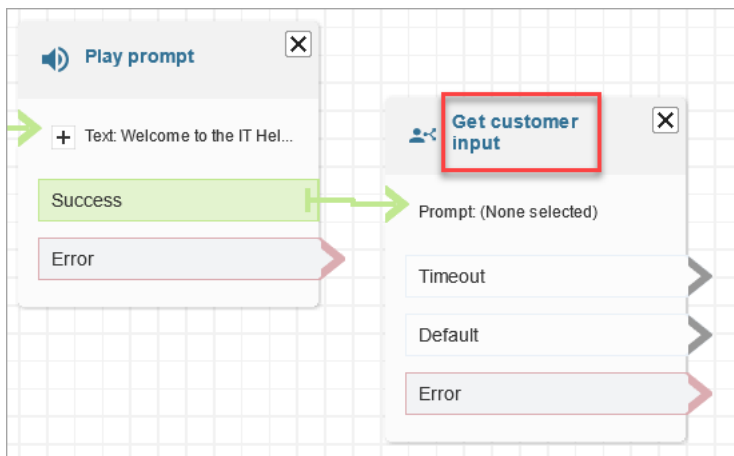 Play prompt
+ Text: Welcome to the IT Hel...
Success
Error
Get customer
input
Prompt: (None selected)
Timeout
Default
Error